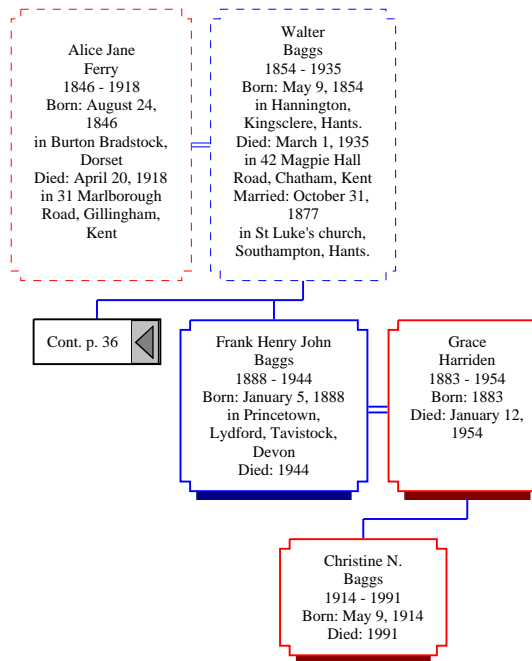 Alice Jane
Ferry
1846 - 1918
Born: August 24,
1846
in Burton Bradstock,
Dorset
Died: April 20, 1918
in 31 Marlborough
Road, Gillingham,
Kent
Walter
Baggs
1854 - 1935
Born: May 9, 1854
in Hannington,
Kingsclere, Hants.
Died: March 1, 1935
in 42 Magpie Hall
Road, Chatham, Kent
Married: October 31,
1877
in St Luke's church,
Southampton, Hants.
Cont. p. 36
Frank Henry John
Baggs
1888 - 1944
Born: January 5, 1888
in Princetown,
Lydford, Tavistock,
Devon
Died: 1944
Grace
Harriden
1883 - 1954
Born: 1883
Died: January 12,
1954
Christine N.
Baggs
1914 - 1991
Born: May 9, 1914
Died: 1991